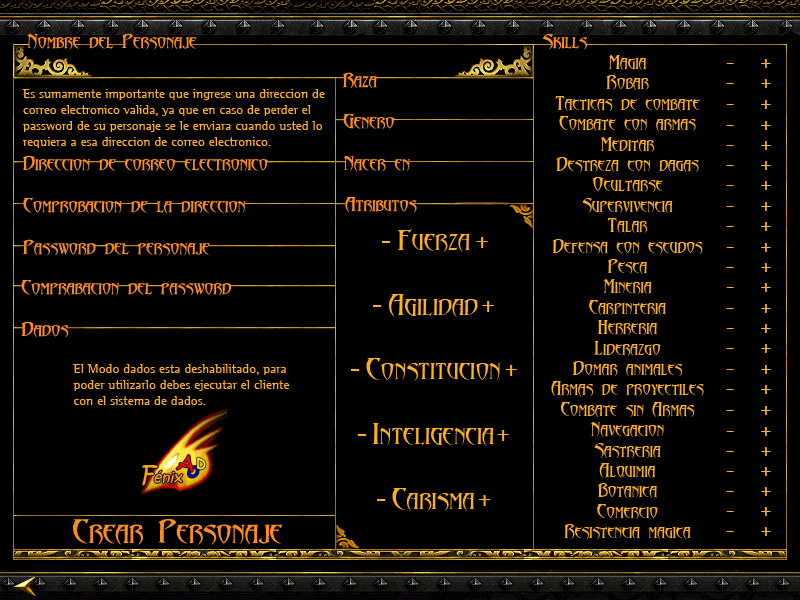 Nombre del Personaje
Es sumamente importante que ingrese una direccion de
correo electronico valida, ya que en caso de perder el
password de su personaje se le enviara cuando usted lo
requiera a esa direccion de correo electronico.
Direccion de correo electronico
Comprobacion de la direccion
Password del personaje
Comprabacion del password
Dados
El Modo dados esta deshabilitado, para
poder utilizarlo debes ejecutar el cliente
con el sistema de dados.
Fénix AO
Crear Personaje
Raza
Genero
Nacer en
Atributos
- Fuerza +
- Agilidad +
- Constitucion +
- Inteligencia +
- Carisma +
Skills
Magia - +
Robar - +
Tacticas de combate - +
Combate con armas - +
Meditar - +
Destreza con dagas - +
Ocultarse - +
Supervivencia - +
Talar - +
Defensa con escudos - +
Pesca - +
Mineria - +
Carpinteria - +
Herreria - +
Liderazgo - +
Domar animales - +
Armas de proyectiles - +
Combate sin Armas - +
Navegacion - +
Sastreria - +
Alquimia - +
Botanica - +
Comercio - +
Resistencia magica - +